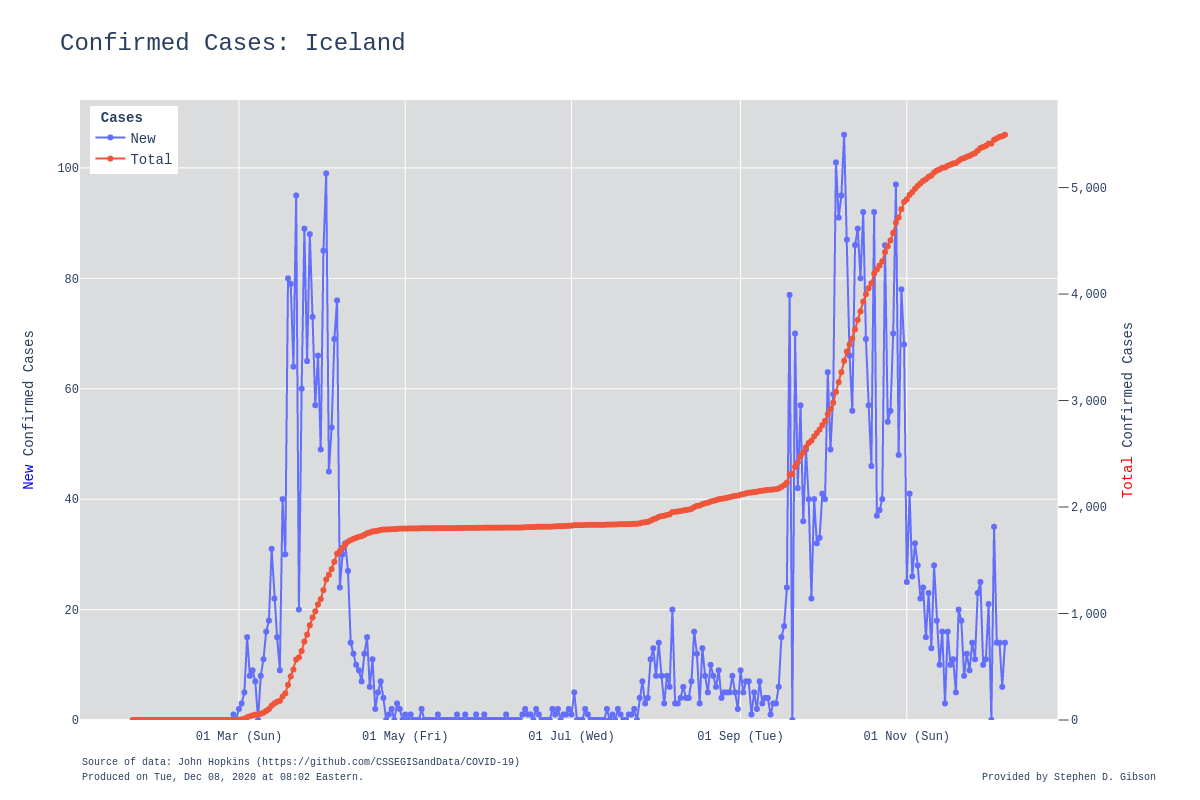 Confirmed Cases: Iceland
Cases
New
Total
100
80
60
40
20
0
New Confirmed Cases
5,000
4,000
3,000
2,000
1,000
0
Total Confirmed Cases
01 Mar (Sun)
01 May (Fri)
01 Jul (Wed)
01 Sep (Tue)
01 Nov (Sun)
Source of data: John Hopkins (https://github.com/CSSEGISandData/COVID-19)
Produced on Tue, Dec 08, 2020 at 08:02 Eastern.
Provided by Stephen D. Gibson